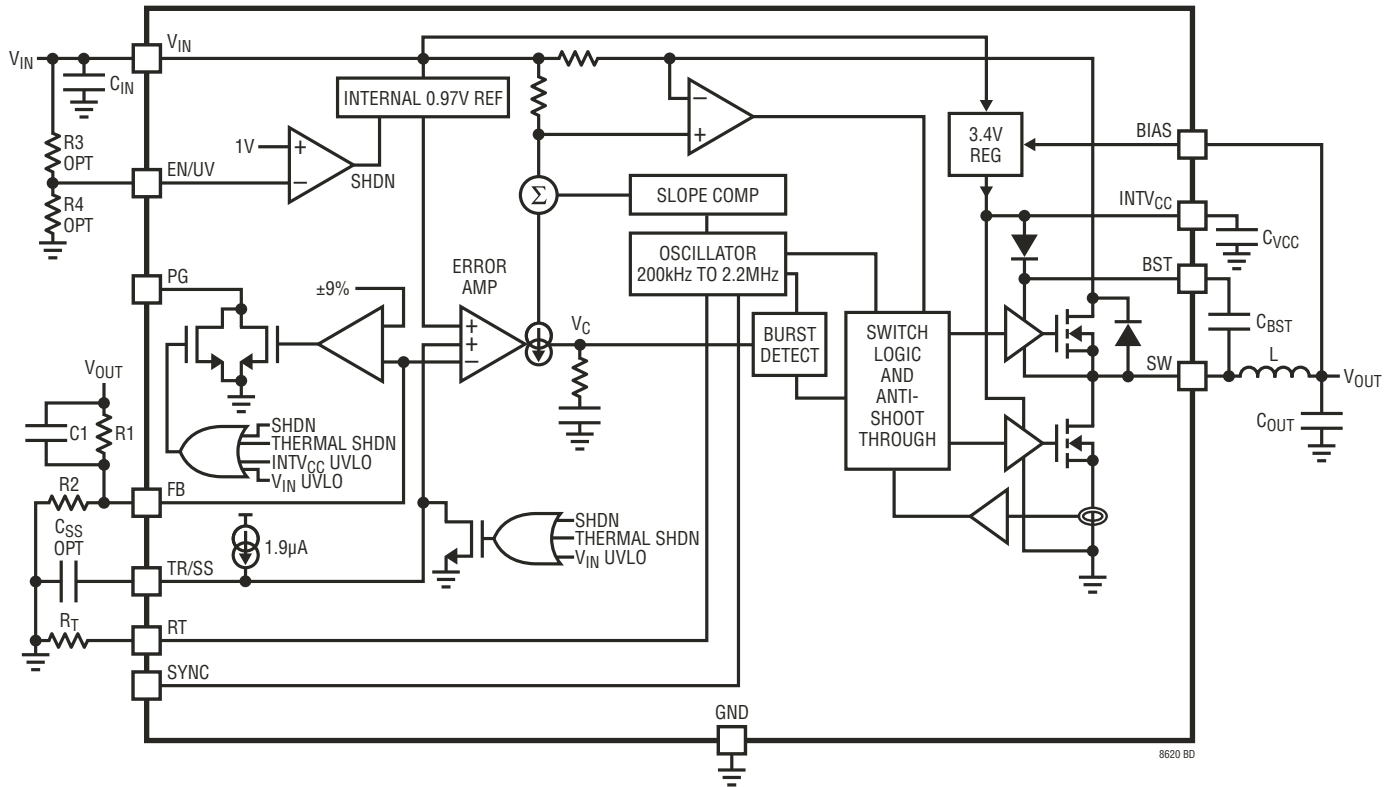 VIN
VIN
CIN
INTERNAL 0.97V REF
R3
OPT
1V
+
−
SHDN
EN/UV
R4
OPT
−
+
3.4V
REG
BIAS
Σ
SLOPE COMP
INTVCC
CVCC
OSCILLATOR
200kHz TO 2.2MHz
BST
PG
±9%
ERROR
AMP
+
+
−
VC
BURST
DETECT
SWITCH
LOGIC
AND
ANTI-
SHOOT
THROUGH
CBST
SW
L
VOUT
COUT
VOUT
C1
R1
SHDN
THERMAL SHDN
INTVCC UVLO
VIN UVLO
R2
FB
CSS
OPT
1.9µA
SHDN
THERMAL SHDN
VIN UVLO
TR/SS
RT
RT
SYNC
GND
8620 BD